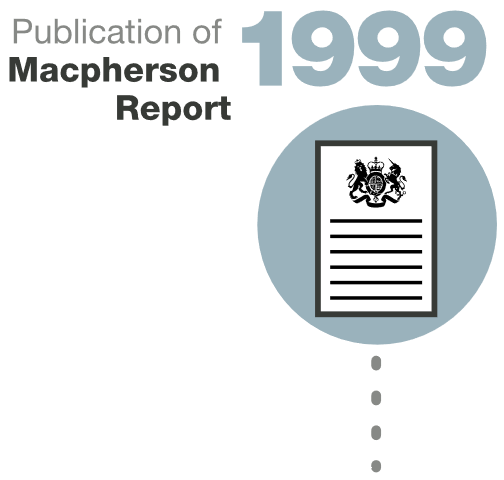 Publication of
Macpherson
Report
1999